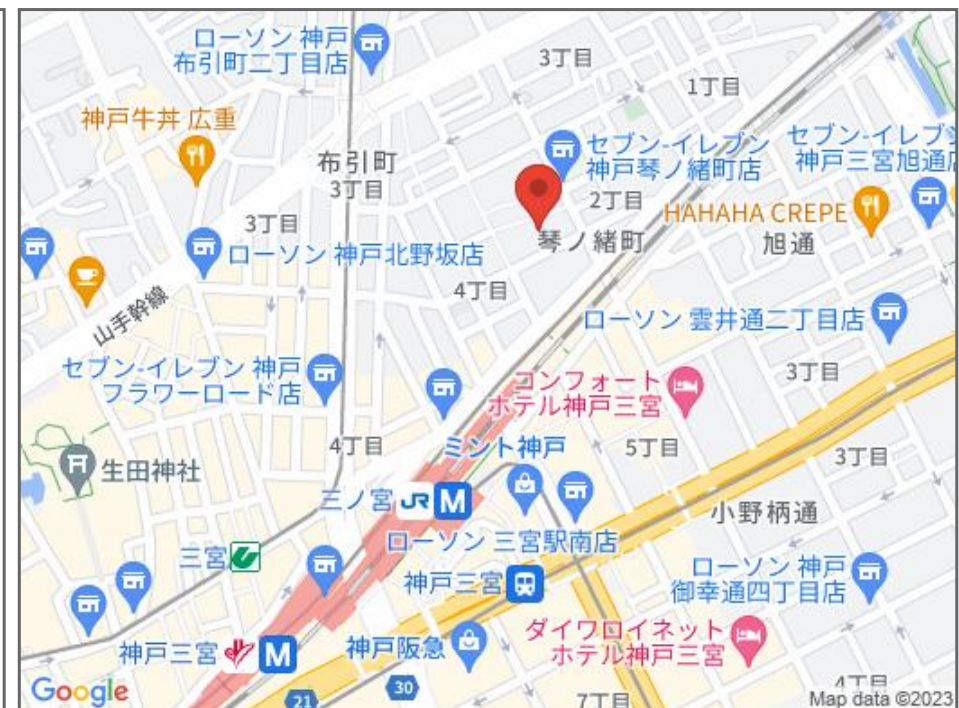 ローソン 神戸
布引町二丁目店
3丁目
1丁目
神戸牛丼 広重
布引町
3丁目
セブン-イレブン
神戸琴ノ緒町店
セブン-イレブン
神戸三宮旭通店
2丁目
HAHAHA CREPE
琴ノ緒町
旭通
3丁目
ローソン 神戸北野坂店
4丁目
山手幹線
ローソン 雲井通二丁目店
セブン-イレブン 神戸
フラワーロード店
コンフォート
ホテル神戸三宮
3丁目
4丁目
ミント神戸
5丁目
3丁目
生田神社
三ノ宮 JR M
小野柄通
ローソン 三宮駅南店
三宮
神戸三宮
ローソン 神戸
御幸通四丁目店
ダイワロイネット
ホテル神戸三宮
神戸三宮 M
神戸阪急
4丁目
Google
21
30
7丁目
Map data ©2023